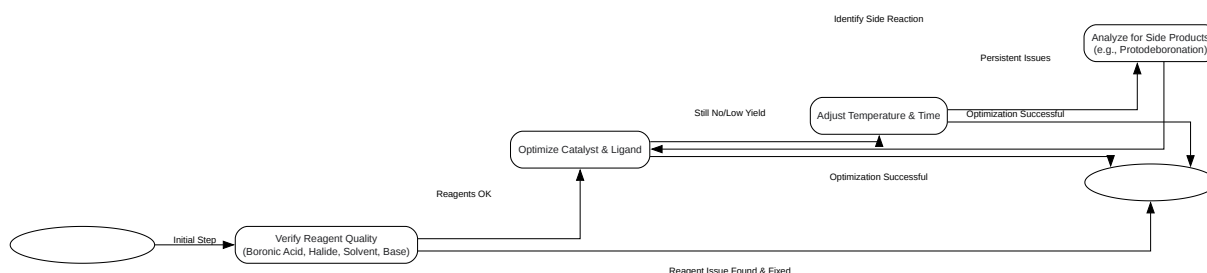 Identify Side Reaction
Analyze for Side Products
(e.g., Protodeboronation)
Persistent Issues
Still No/Low Yield
Adjust Temperature & Time
Optimization Successful
Optimize Catalyst & Ligand
Optimization Successful
Reagents OK
Initial Step
Verify Reagent Quality
(Boronic Acid, Halide, Solvent, Base)
Reagent Issue Found & Fixed